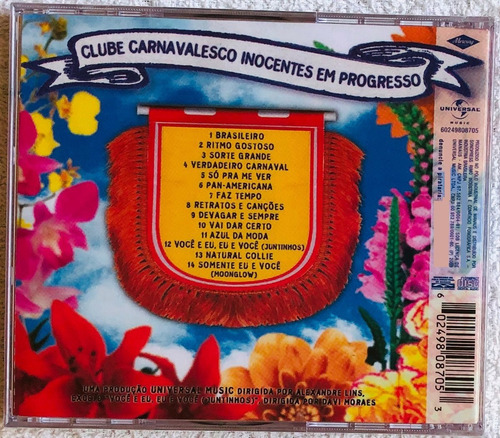 CLUBE CARNAVALESCO INOCENTES EM PROGRESSO
1 BRASILEIRO
2 RITMO GOSTOSO
3 SORTE GRANDE
4 VERDADEIRO CARNAVAL
5 SÓ PRA ME VER
6 PAN-AMERICANA
7 FAZ TEMPO
8 RETRATOS E CANÇÕES
9 DEVAGAR E SEMPRE
10 VAI DAR CERTO
11 AZUL DA MODA
12 VOCÊ E EU, EU E VOCÊ (JUNTINHOS)
13 NATURAL COLLIE
14 SOMENTE EU E VOCÊ
(MOONGLOW)
UMA PRODUÇÃO UNIVERSAL MUSIC DIRIGIDA POR ALEXANDRE LINS,
"VOCÊ E EU, EU E VOCÊ (JUNTINHOS)", DIRIGIDA POR DAVI MORAES
Mercury
UNIVERSAL
MUSIC
60249808705
denuncie a pirataria:
6 02498 08705 3